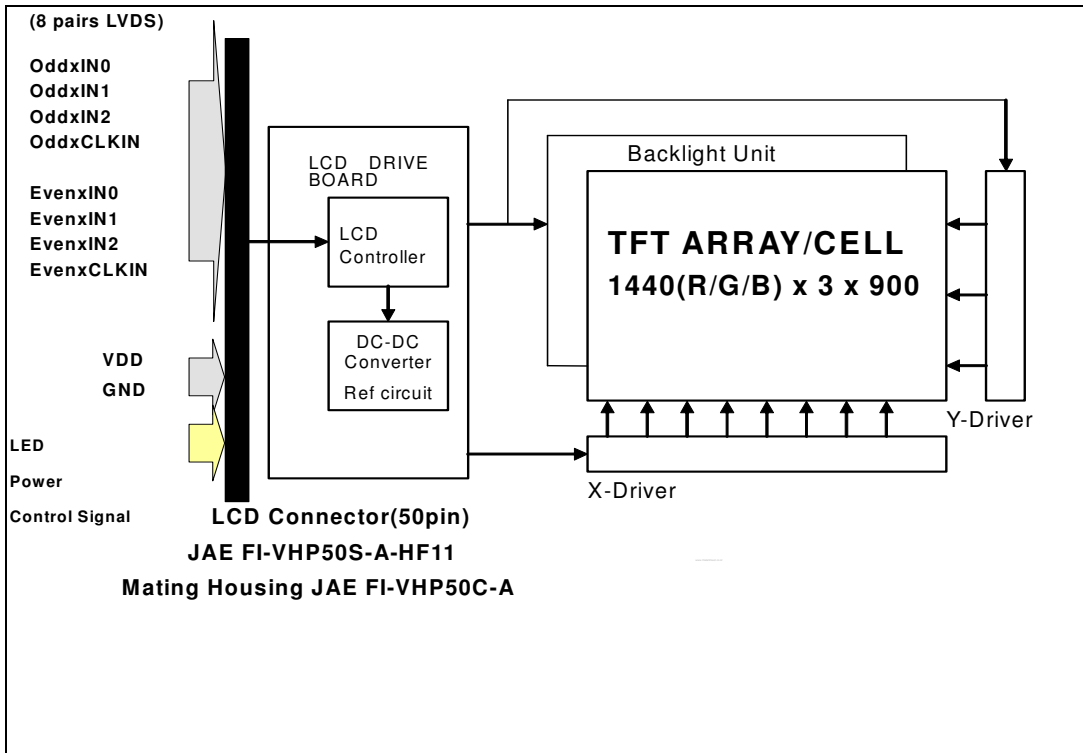 (8 pairs LVDS)
OddxIN0
OddxIN1
OddxIN2
OddxCLKIN
EvenxIN0
EvenxIN1
EvenxIN2
EvenxCLKIN
VDD
GND
LED
Power
Control Signal
LCD DRIVE
BOARD
LCD
Controller
DC-DC
Converter
Ref circuit
Backlight Unit
TFT ARRAY/CELL
1440(R/G/B) x 3 x 900
Y-Driver
X-Driver
LCD Connector(50pin)
JAE FI-VHP50S-A-HF11
Mating Housing JAE FI-VHP50C-A